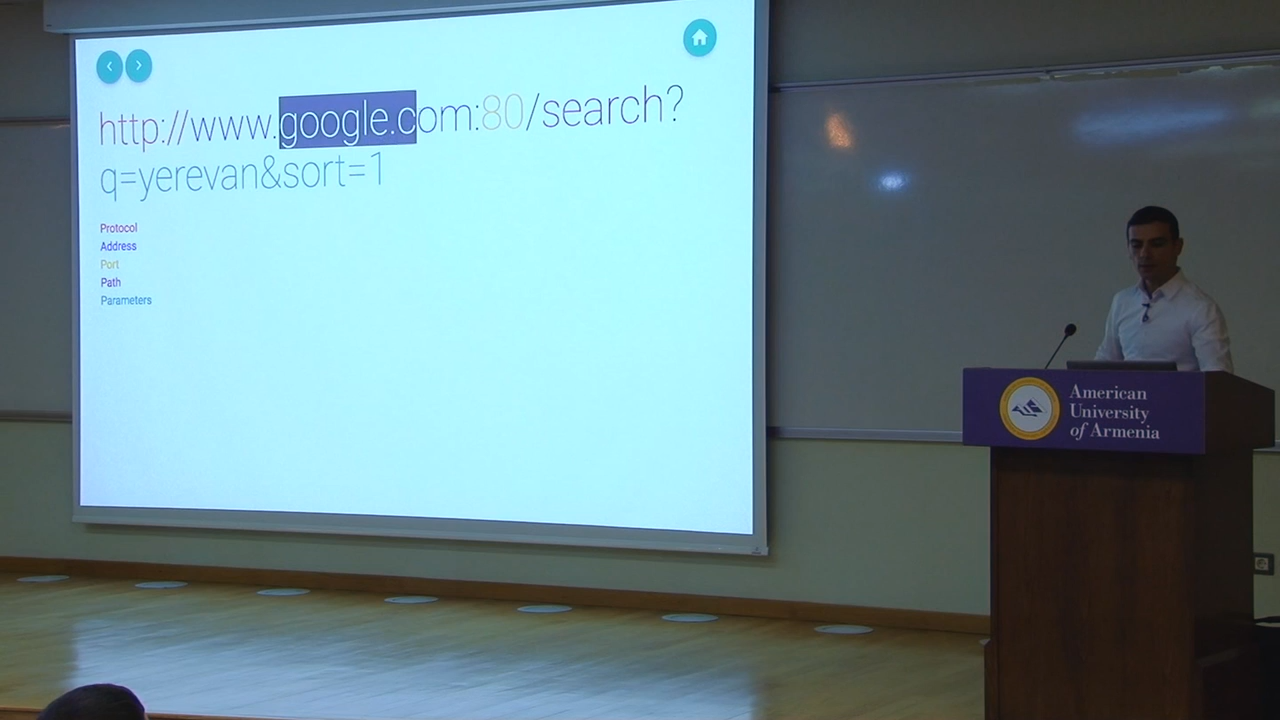 http://www.google.com:80/search?
q=yerevan&sort=1
Protocol
Address
Port
Path
Parameters
American
University
of Armenia